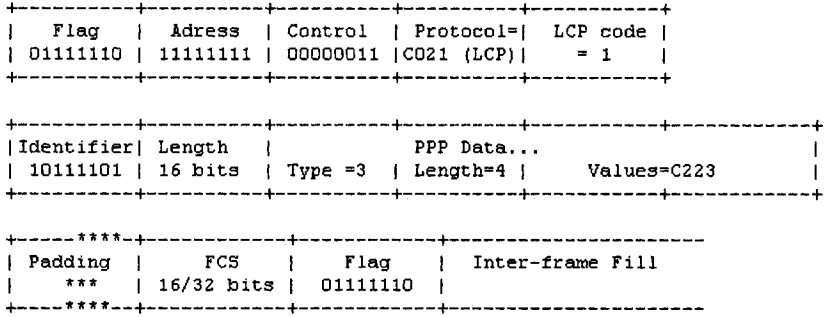 Flag | Adress | Control | Protocol=| LCP code |
01111110 | 11111111 | 00000011 |C021 (LCP)| = 1 |
|Identifier| Length | PPP Data... |
| 10111101 | 16 bits | Type =3 | Length=4 | Values=C223 |
| Padding | FCS | Flag | Inter-frame Fill
| *** | 16/32 bits | 01111110 |